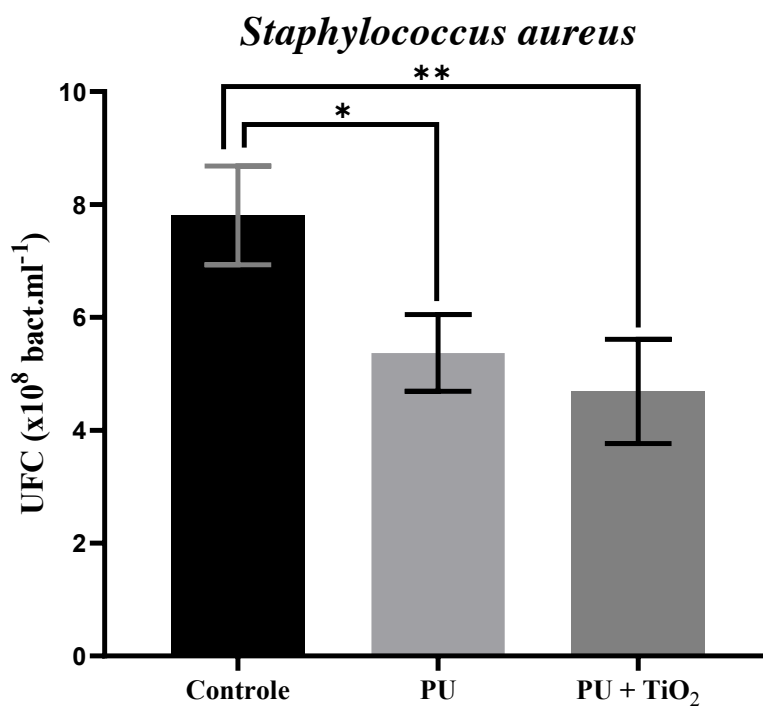 Staphylococcus aureus
**
*
10
8
6
4
2
0
UFC (x10⁸ bact.ml⁻¹)
Controle
PU
PU + TiO₂